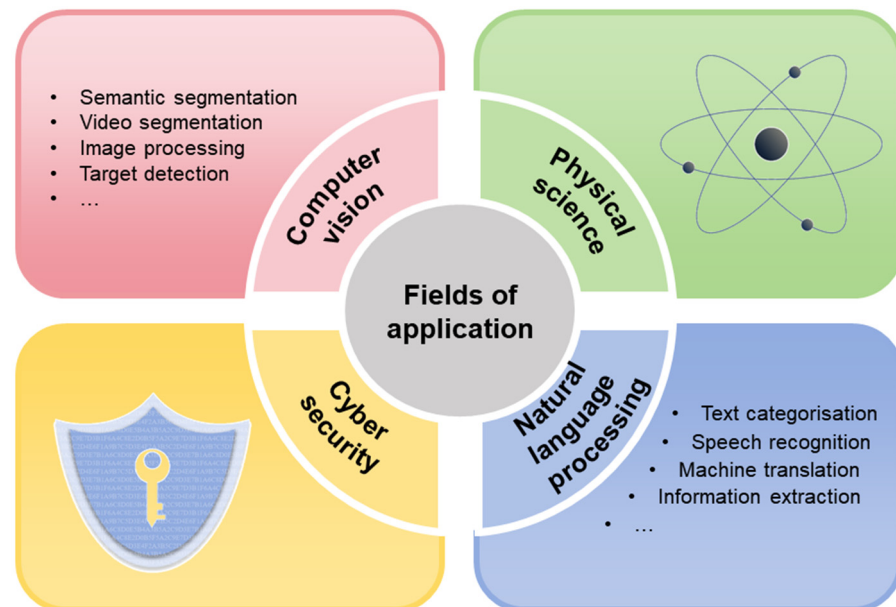 • Semantic segmentation
• Video segmentation
• Image processing
• Target detection
• ...
Computer
vision
Physical
science
Fields of
application
Cyber
security
Natural
language
processing
• Text categorisation
• Speech recognition
• Machine translation
• Information extraction
• ...